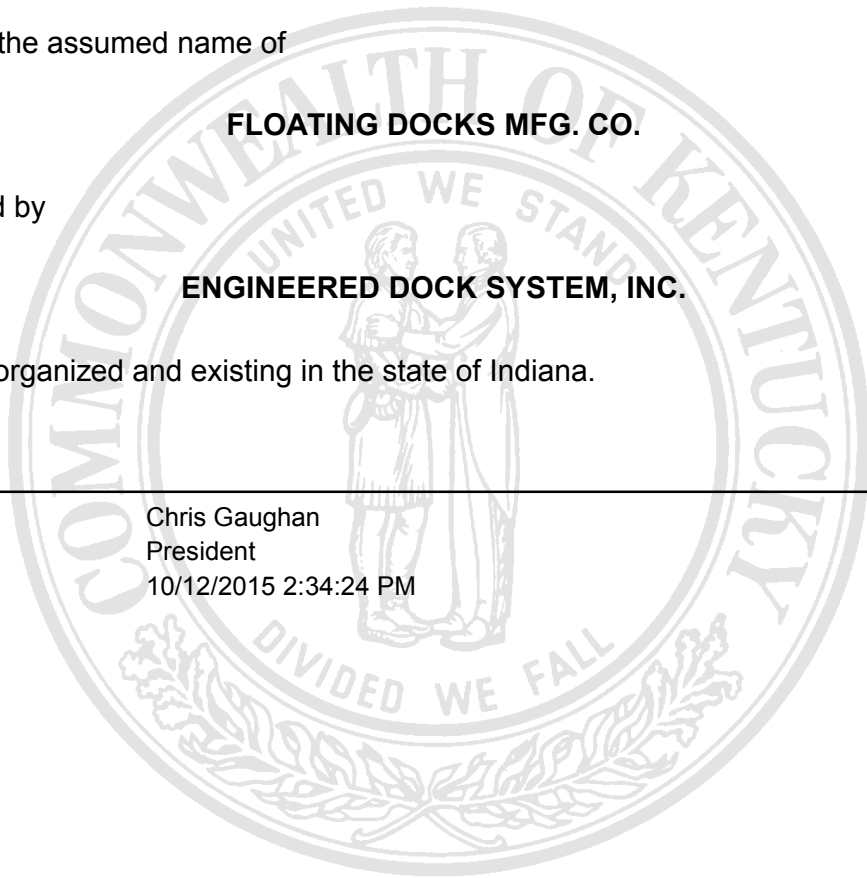 the assumed name of
FLOATING DOCKS MFG. CO.
d by
ENGINEERED DOCK SYSTEM, INC.
organized and existing in the state of Indiana.
Chris Gaughan
President
10/12/2015 2:34:24 PM
COMMONWEALTH OF KENTUCKY
UNITED WE STAND
DIVIDED WE FALL